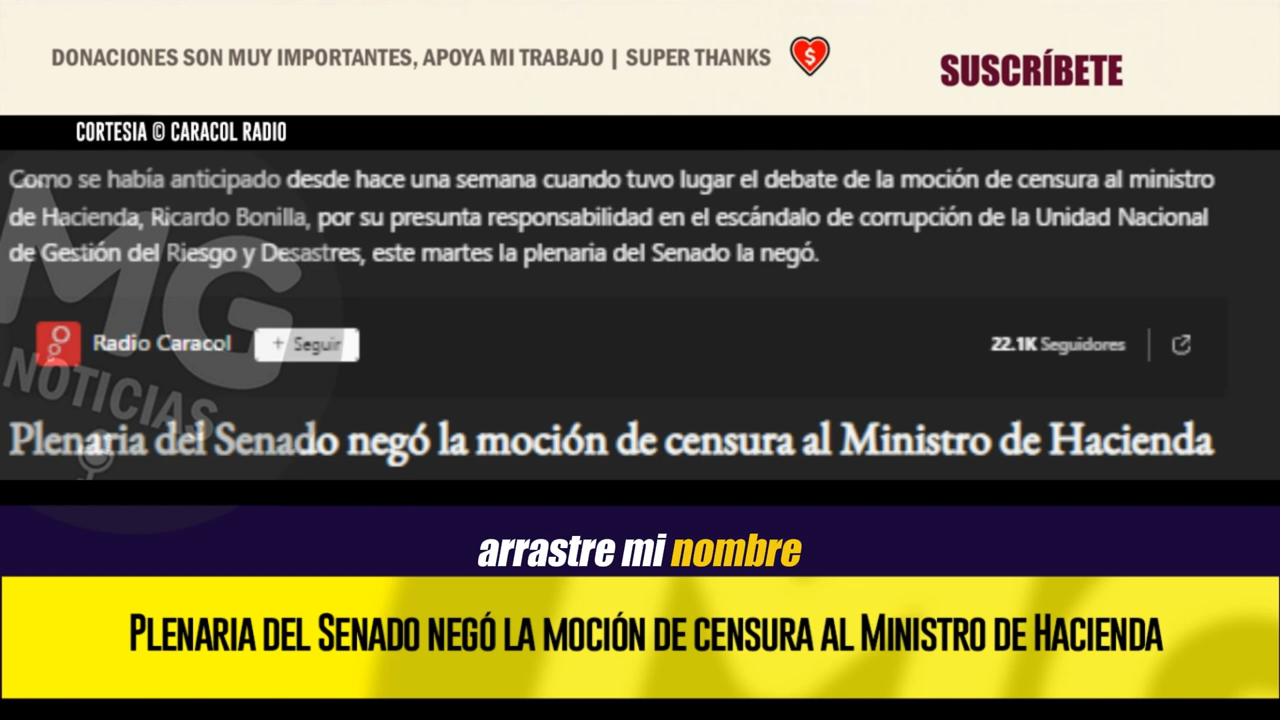 DONACIONES SON MUY IMPORTANTES, APOYA MI TRABAJO | SUPER THANKS $
SUSCRÍBETE
CORTESIA © CARACOL RADIO
Como se había anticipado desde hace una semana cuando tuvo lugar el debate de la moción de censura al ministro
de Hacienda, Ricardo Bonilla, por su presunta responsabilidad en el escándalo de corrupción de la Unidad Nacional
de Gestión del Riesgo y Desastres, este martes la plenaria del Senado la negó.
MG
NOTICIAS
Radio Caracol + Seguir 22.1K Seguidores
Plenaria del Senado negó la moción de censura al Ministro de Hacienda
arrastre mi nombre
PLENARIA DEL SENADO NEGÓ LA MOCIÓN DE CENSURA AL MINISTRO DE HACIENDA